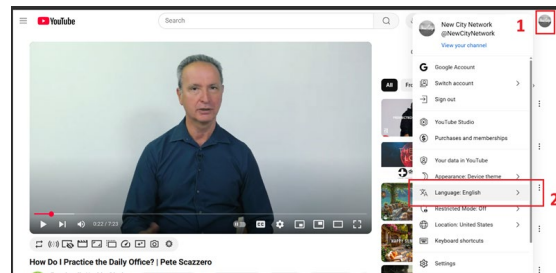 YouTube
Search
New City Network
@NewCityNetwork
View your channel
1
Google Account
Switch account
Sign out
YouTube Studio
Purchases and memberships
Your data in YouTube
Appearance: Device theme
Language: English
2
Restricted Mode: Off
Location: United States
Keyboard shortcuts
Settings
All
0:22 / 7:23
How Do I Practice the Daily Office? | Pete Scazzero